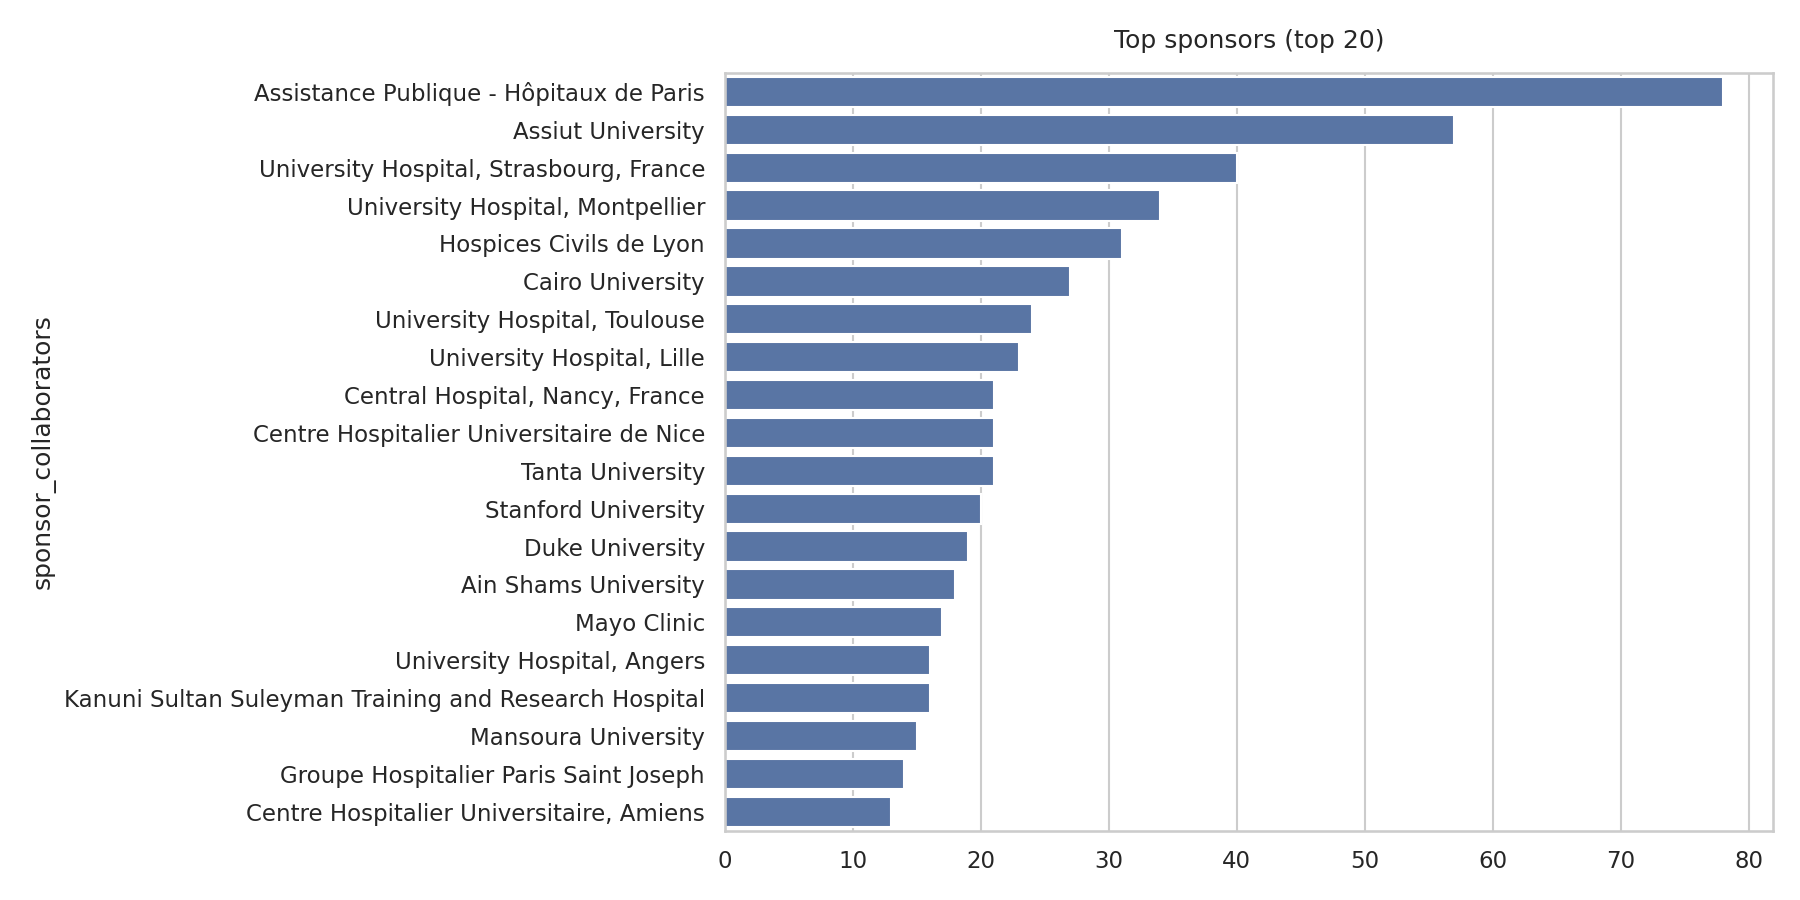 Top sponsors (top 20)
sponsor_collaborators
Assistance Publique - Hôpitaux de Paris
Assiut University
University Hospital, Strasbourg, France
University Hospital, Montpellier
Hospices Civils de Lyon
Cairo University
University Hospital, Toulouse
University Hospital, Lille
Central Hospital, Nancy, France
Centre Hospitalier Universitaire de Nice
Tanta University
Stanford University
Duke University
Ain Shams University
Mayo Clinic
University Hospital, Angers
Kanuni Sultan Suleyman Training and Research Hospital
Mansoura University
Groupe Hospitalier Paris Saint Joseph
Centre Hospitalier Universitaire, Amiens
0 10 20 30 40 50 60 70 80